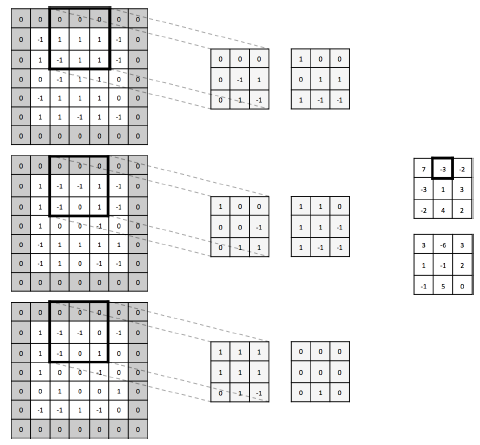 0 0 0 0 0 0 0
0 -1 1 1 1 -1 0
0 1 -1 1 1 0 0
0 0 -1 -1 1 0 0
0 -1 1 1 1 0 0
0 1 1 -1 1 -1 0
0 0 0 0 0 0 0
0 0 0
0 -1 1
0 -1 -1
1 0 0
0 1 1
1 -1 -1
0 0 0 0 0 0 0
0 1 -1 -1 1 -1 0
0 1 -1 0 1 -1 0
0 1 0 0 -1 0 0
0 -1 1 1 1 1 0
0 -1 1 0 -1 -1 0
0 0 0 0 0 0 0
1 0 0
0 0 -1
0 1 1
1 1 0
1 1 -1
1 -1 -1
0 0 0 0 0 0 0
0 1 -1 -1 0 -1 0
0 1 -1 0 1 0 0
0 1 0 0 -1 0 0
0 0 1 0 0 1 0
0 -1 -1 1 -1 0 0
0 0 0 0 0 0 0
1 1 1
1 1 1
0 1 -1
0 0 0
0 0 0
0 1 0
7 -3 -2
-3 1 3
-2 4 2
3 -6 3
1 -1 2
-1 5 0